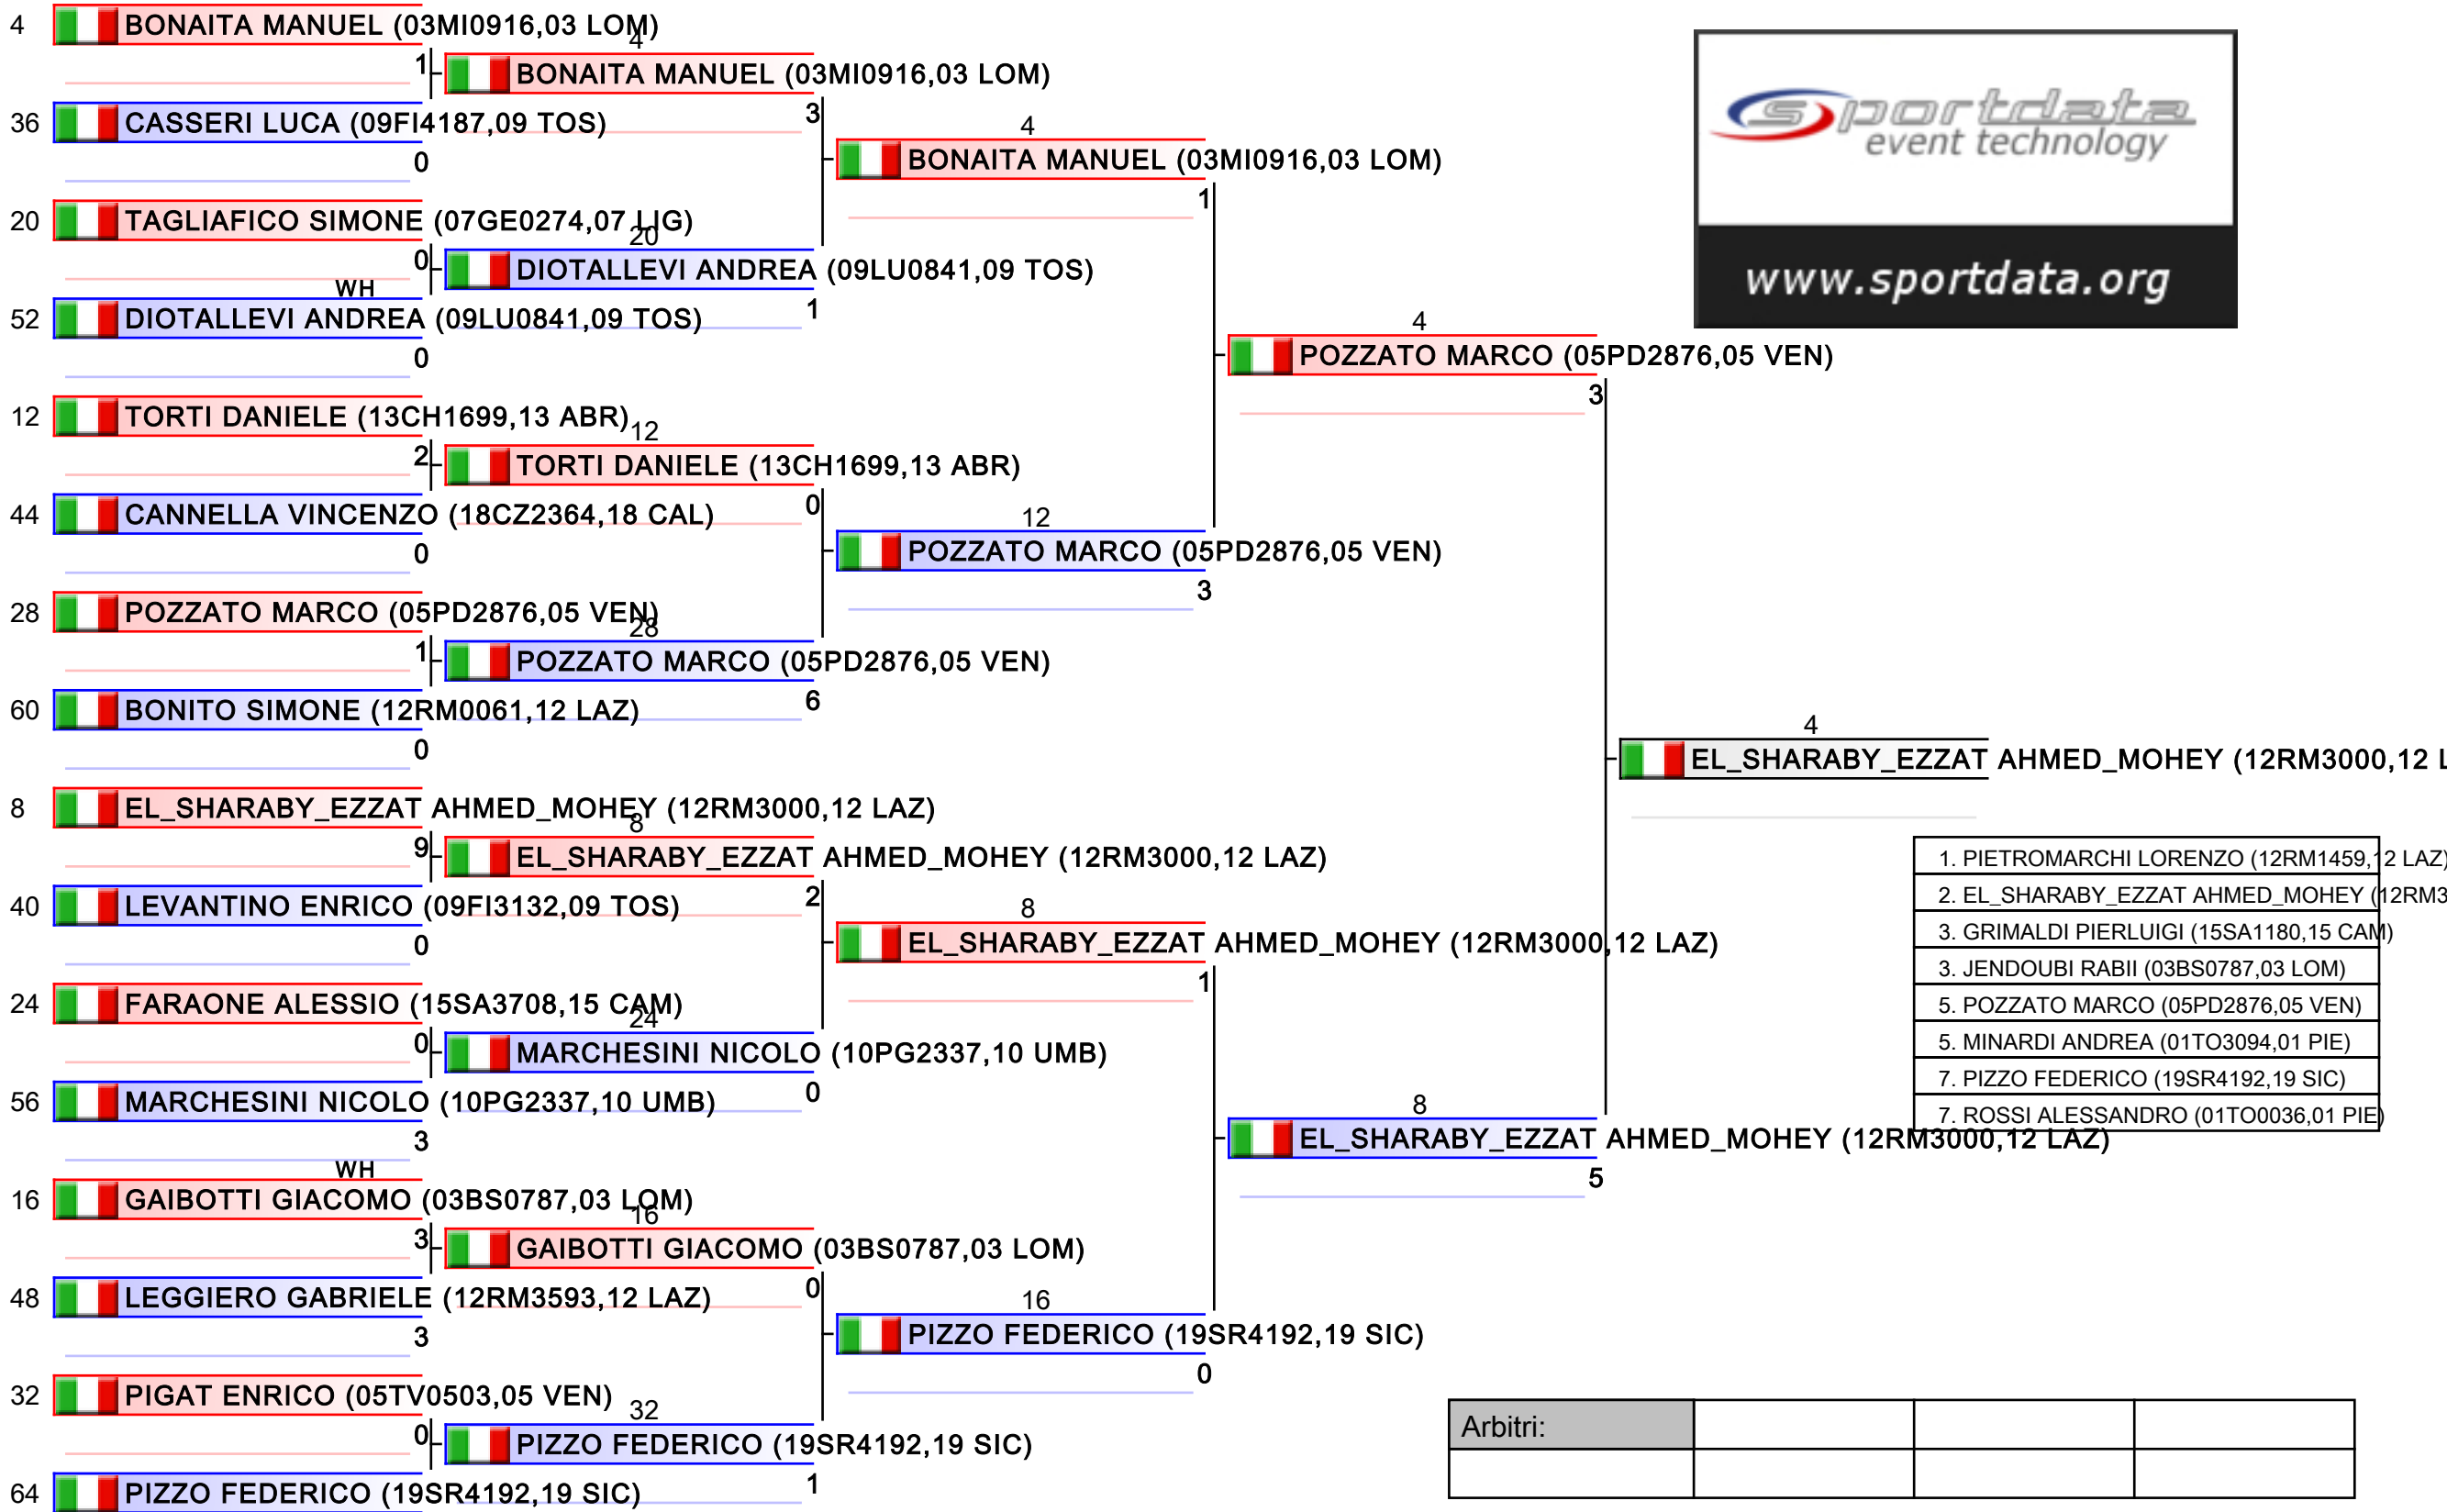 4 BONAITA MANUEL (03MI0916,03 LOM)
1
36 CASSERI LUCA (09FI4187,09 TOS)
0
20 TAGLIAFICO SIMONE (07GE0274,07 LIG)
0
WH
52 DIOTALLEVI ANDREA (09LU0841,09 TOS)
0
12 TORTI DANIELE (13CH1699,13 ABR)
2
44 CANNELLA VINCENZO (18CZ2364,18 CAL)
0
28 POZZATO MARCO (05PD2876,05 VEN)
1
60 BONITO SIMONE (12RM0061,12 LAZ)
0
8 EL_SHARABY_EZZAT AHMED_MOHEY (12RM3000,12 LAZ)
9
40 LEVANTINO ENRICO (09FI3132,09 TOS)
0
24 FARAONE ALESSIO (15SA3708,15 CAM)
0
56 MARCHESINI NICOLO (10PG2337,10 UMB)
3
WH
16 GAIBOTTI GIACOMO (03BS0787,03 LOM)
3
48 LEGGIERO GABRIELE (12RM3593,12 LAZ)
3
32 PIGAT ENRICO (05TV0503,05 VEN)
0
64 PIZZO FEDERICO (19SR4192,19 SIC)
4
BONAITA MANUEL (03MI0916,03 LOM)
3
20
DIOTALLEVI ANDREA (09LU0841,09 TOS)
1
12
TORTI DANIELE (13CH1699,13 ABR)
0
28
POZZATO MARCO (05PD2876,05 VEN)
6
8
EL_SHARABY_EZZAT AHMED_MOHEY (12RM3000,12 LAZ)
2
24
MARCHESINI NICOLO (10PG2337,10 UMB)
0
16
GAIBOTTI GIACOMO (03BS0787,03 LOM)
0
32
PIZZO FEDERICO (19SR4192,19 SIC)
1
4
BONAITA MANUEL (03MI0916,03 LOM)
1
12
POZZATO MARCO (05PD2876,05 VEN)
3
8
EL_SHARABY_EZZAT AHMED_MOHEY (12RM3000,12 LAZ)
1
16
PIZZO FEDERICO (19SR4192,19 SIC)
0
4
POZZATO MARCO (05PD2876,05 VEN)
3
8
EL_SHARABY_EZZAT AHMED_MOHEY (12RM3000,12 LAZ)
5
4
EL_SHARABY_EZZAT AHMED_MOHEY (12RM3000,12 L
sportdata
event technology
www.sportdata.org
1. PIETROMARCHI LORENZO (12RM1459,12 LAZ)
2. EL_SHARABY_EZZAT AHMED_MOHEY (12RM3
3. GRIMALDI PIERLUIGI (15SA1180,15 CAM)
3. JENDOUBI RABII (03BS0787,03 LOM)
5. POZZATO MARCO (05PD2876,05 VEN)
5. MINARDI ANDREA (01TO3094,01 PIE)
7. PIZZO FEDERICO (19SR4192,19 SIC)
7. ROSSI ALESSANDRO (01TO0036,01 PIE)
Arbitri: